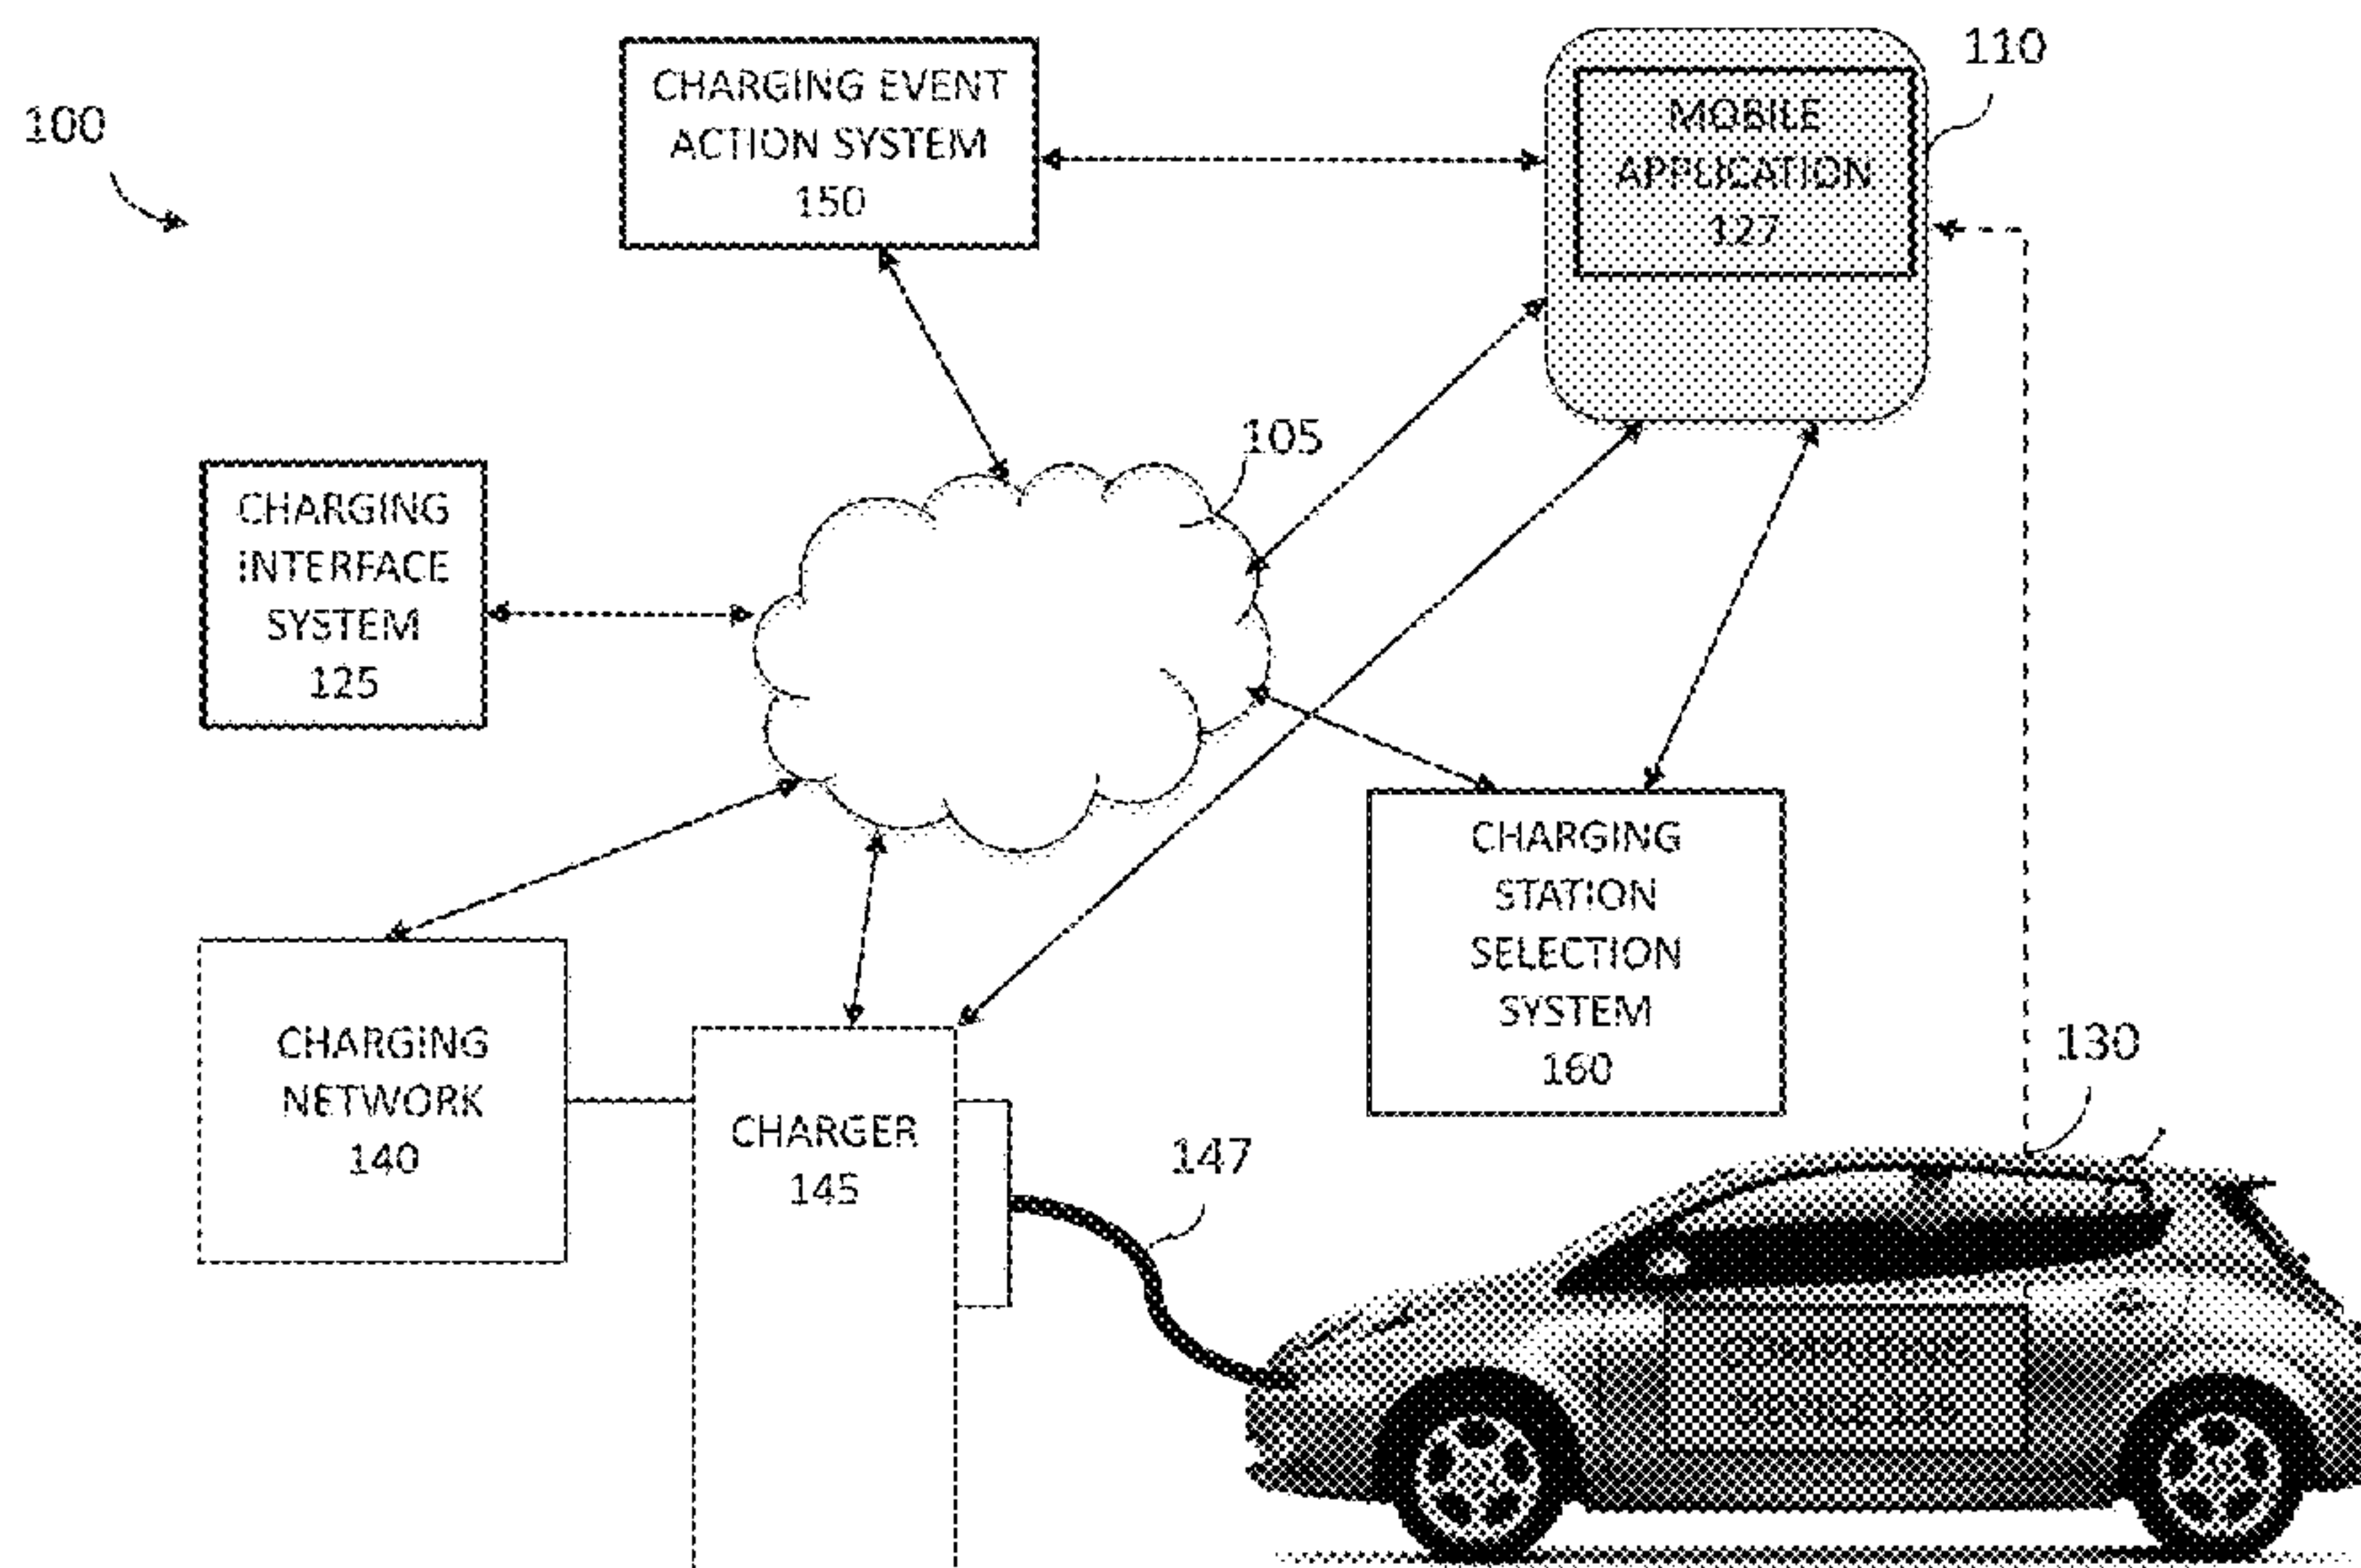 100
CHARGING EVENT
ACTION SYSTEM
150
MOBILE
APPLICATION
127
110
105
CHARGING
INTERFACE
SYSTEM
125
CHARGING
STATION
SELECTION
SYSTEM
160
CHARGING
NETWORK
140
CHARGER
145
147
130